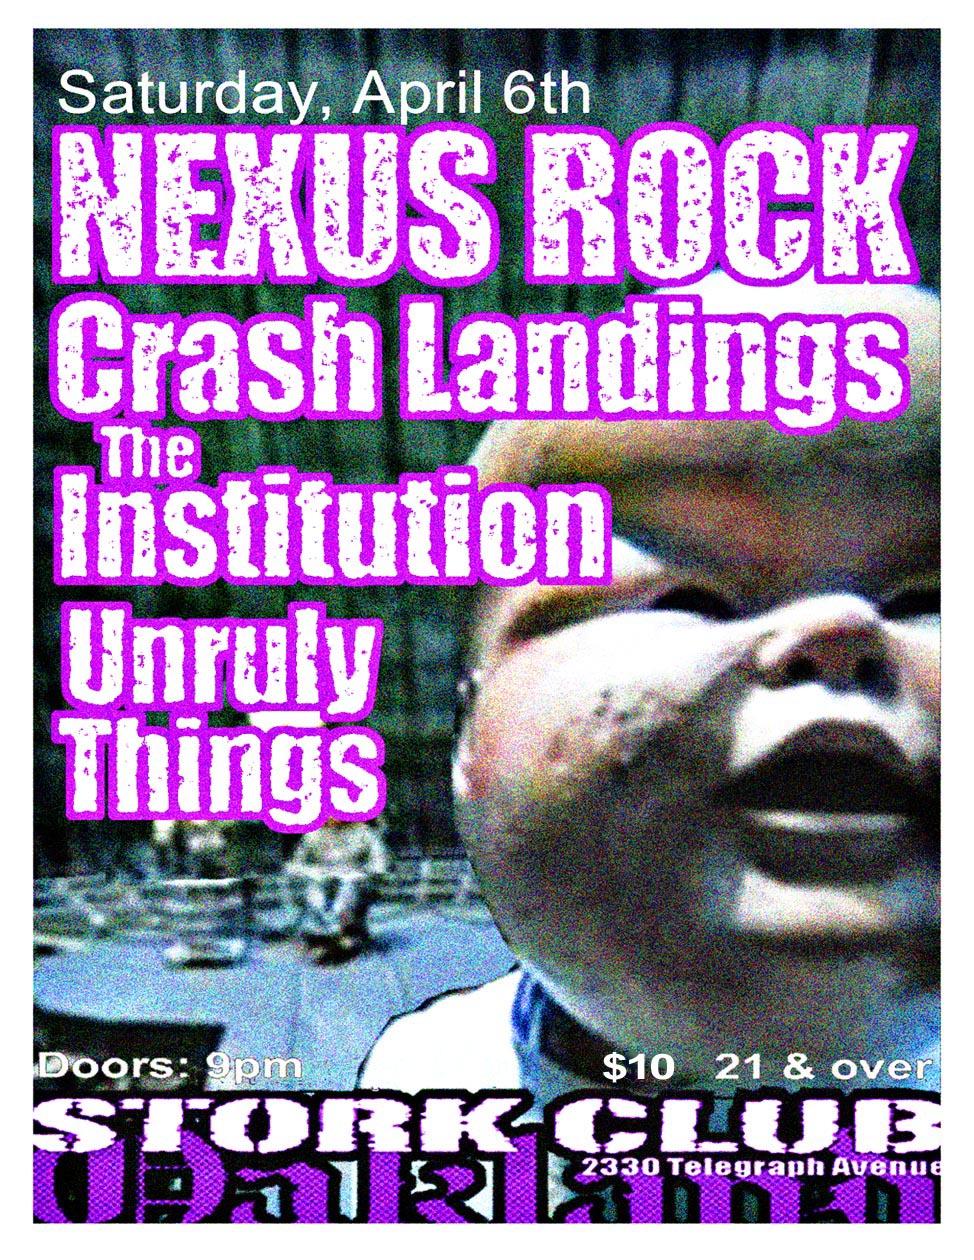 Saturday, April 6th
NEXUS ROCK
Crash Landings
The
Institution
Unruly
Things
Doors: 9pm $10 21 & over
STORK CLUB
2330 Telegraph Avenue
Oakland